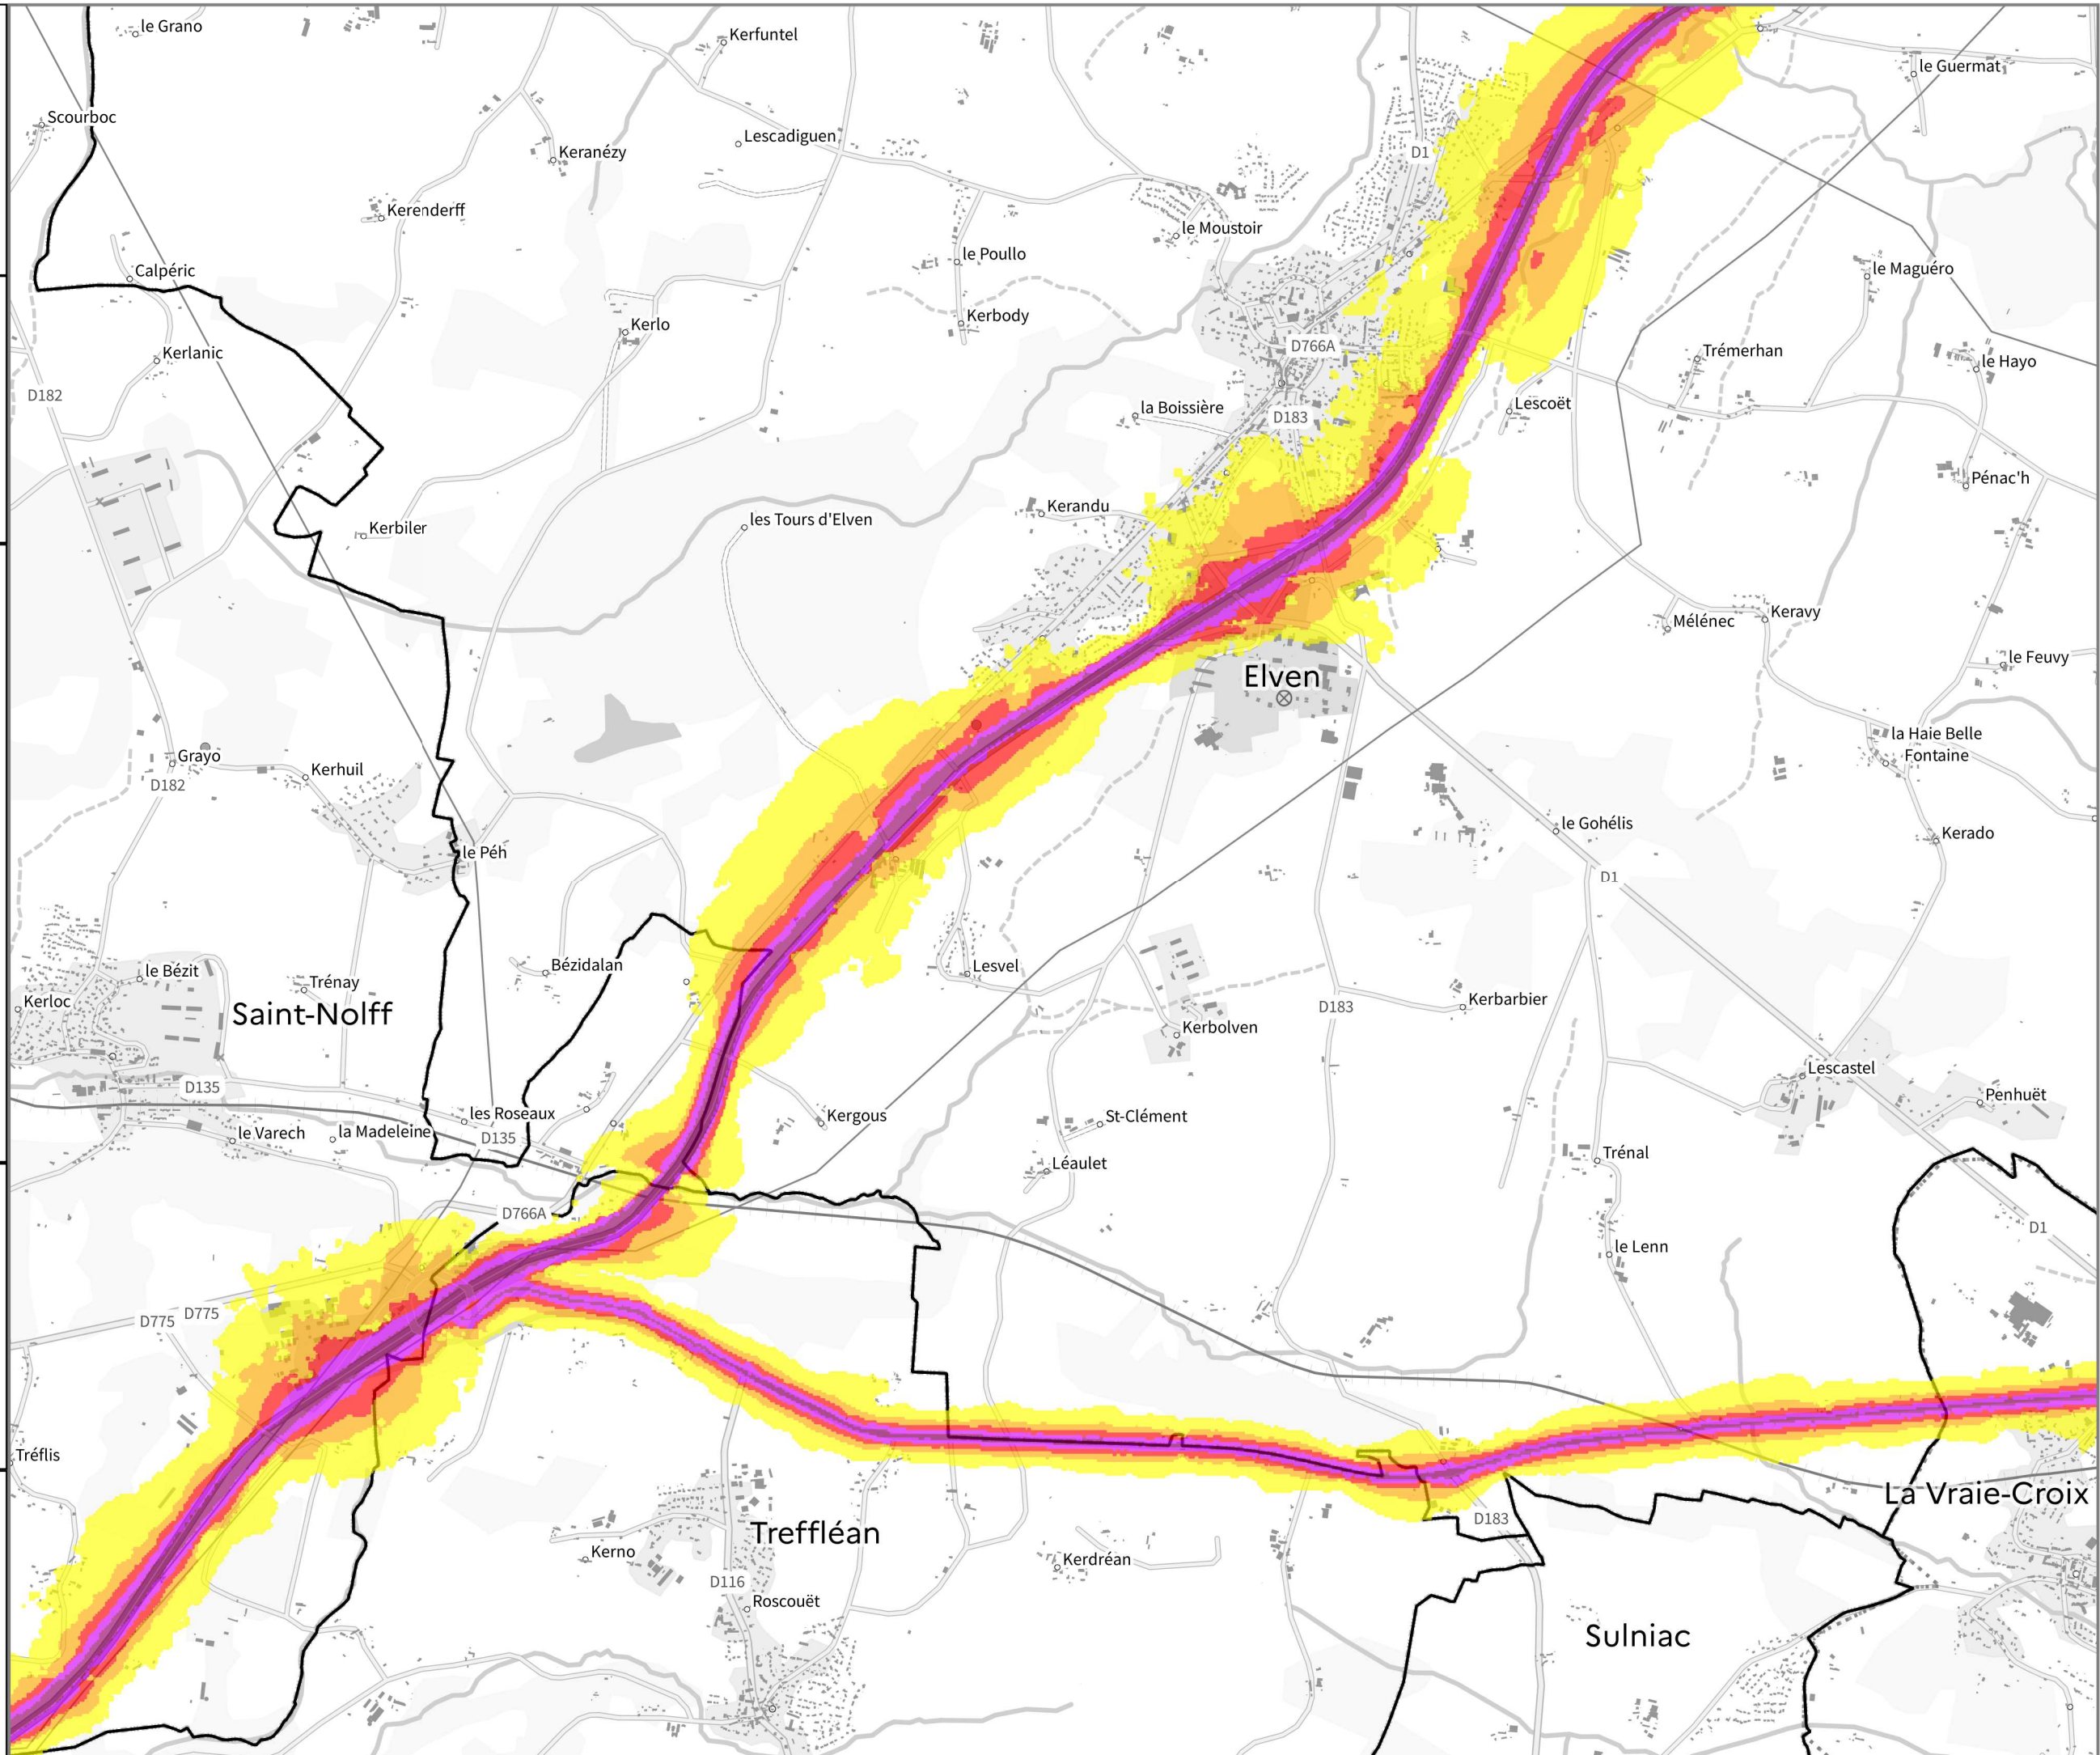 le Grano
Kerfuntel
le Guermat
Scourboc
Lescadiguen
Keranézy
D1
Kerenderff
le Moustoir
le Poullo
Calpéric
le Maguéro
Kerbody
Kerlo
D766A
Kerlanic
Trémerhan
le Hayo
D182
la Boissière
Lescoët
D183
Pénac'h
Kerandu
les Tours d'Elven
Kerbiler
Keravy
Mélénec
le Feuvy
Elven
la Haie Belle
Fontaine
Grayo
Kerhuil
D182
le Gohélis
Kerado
le Péh
D1
Bézidalan
Lesvel
le Bézit
Trénay
Kerloc
Saint-Nolff
Kerbarbier
D183
Kerbolven
Lescastel
D135
Penhuët
les Roseaux
Kergous
St-Clément
le Varech
la Madeleine
D135
Trénal
Léaulet
D766A
D1
le Lenn
D775
D775
Tréflis
La Vraie-Croix
D183
Treffléan
Kerno
Kerdréan
D116
Roscouët
Sulniac